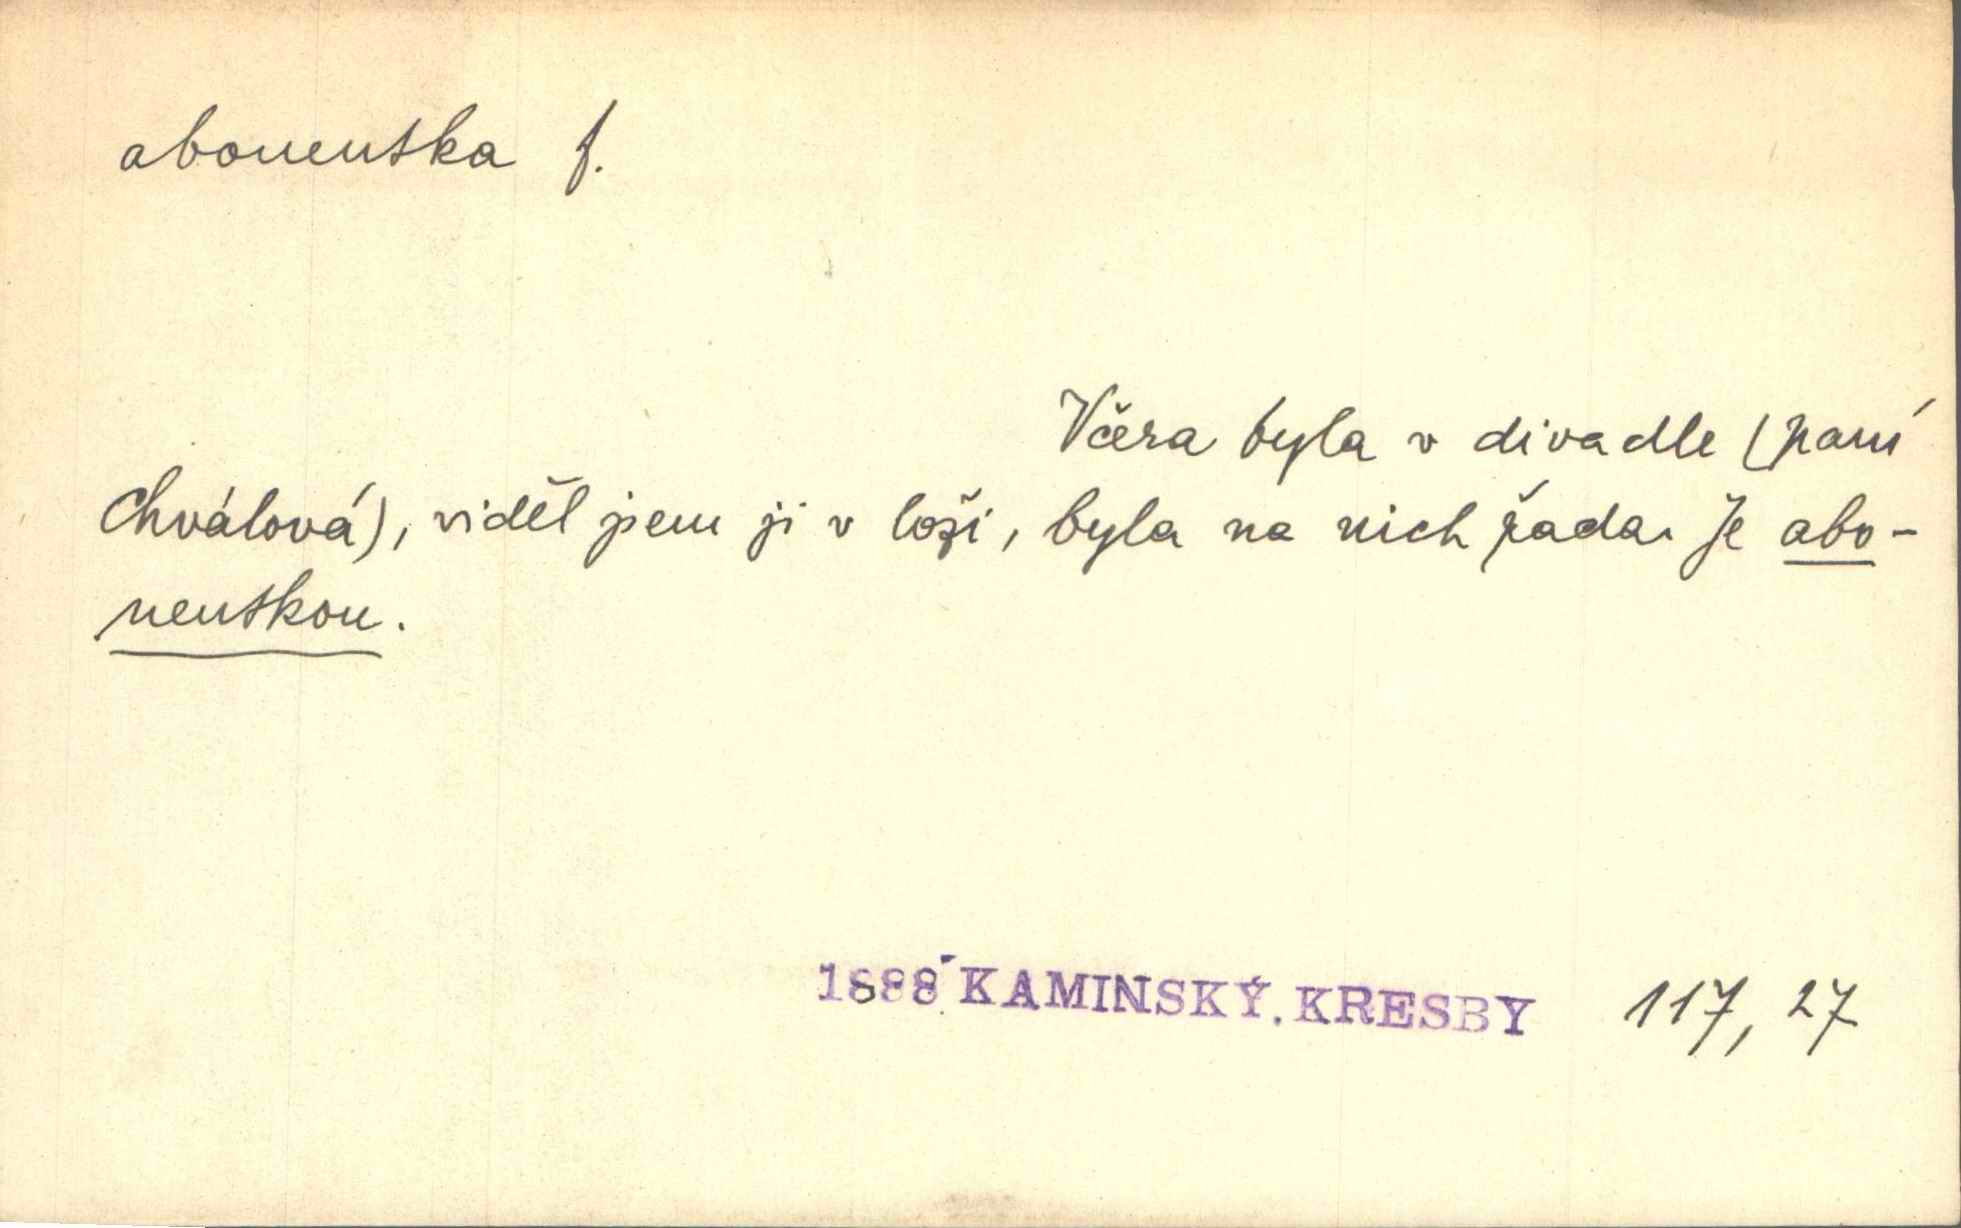 abonentka f.
Včera byla v divadle (paní
Chválová), viděl jsem ji v loži, byla na nich řada. Je abo-
nentkou.
1888 KAMINSKÝ. KRESBY 117, 27